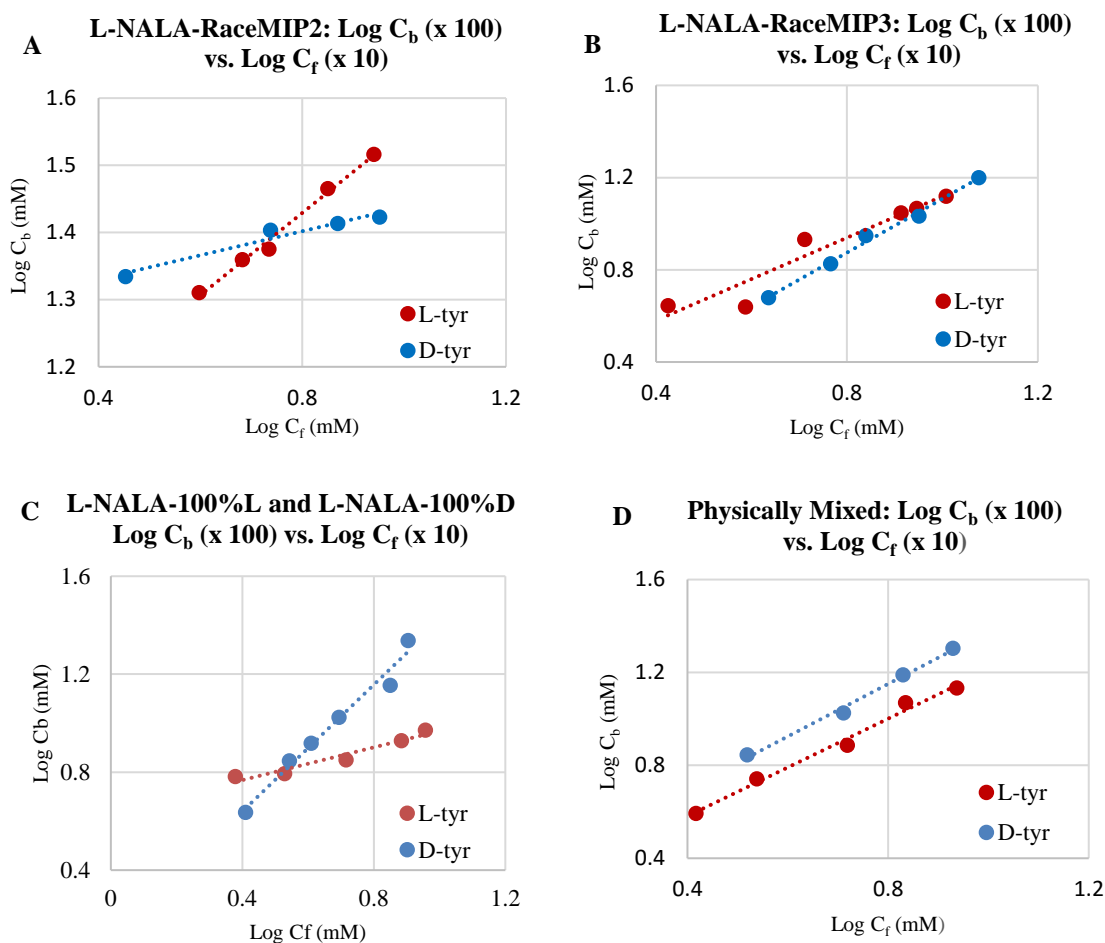 A
L-NALA-RaceMIP2: Log Cb (x 100)
vs. Log Cf (x 10)
1.6
1.5
1.4
1.3
1.2
0.4
0.8
1.2
Log Cb (mM)
Log Cf (mM)
L-tyr
D-tyr
B
L-NALA-RaceMIP3: Log Cb (x 100)
vs. Log Cf (x 10)
1.6
1.2
0.8
0.4
0.4
0.8
1.2
Log Cb (mM)
Log Cf (mM)
L-tyr
D-tyr
C
L-NALA-100%L and L-NALA-100%D
Log Cb (x 100) vs. Log Cf (x 10)
1.6
1.2
0.8
0.4
0
0.4
0.8
1.2
Log Cb (mM)
Log Cf (mM)
L-tyr
D-tyr
D
Physically Mixed: Log Cb (x 100)
vs. Log Cf (x 10)
1.6
1.2
0.8
0.4
0.4
0.8
1.2
Log Cb (mM)
Log Cf (mM)
L-tyr
D-tyr